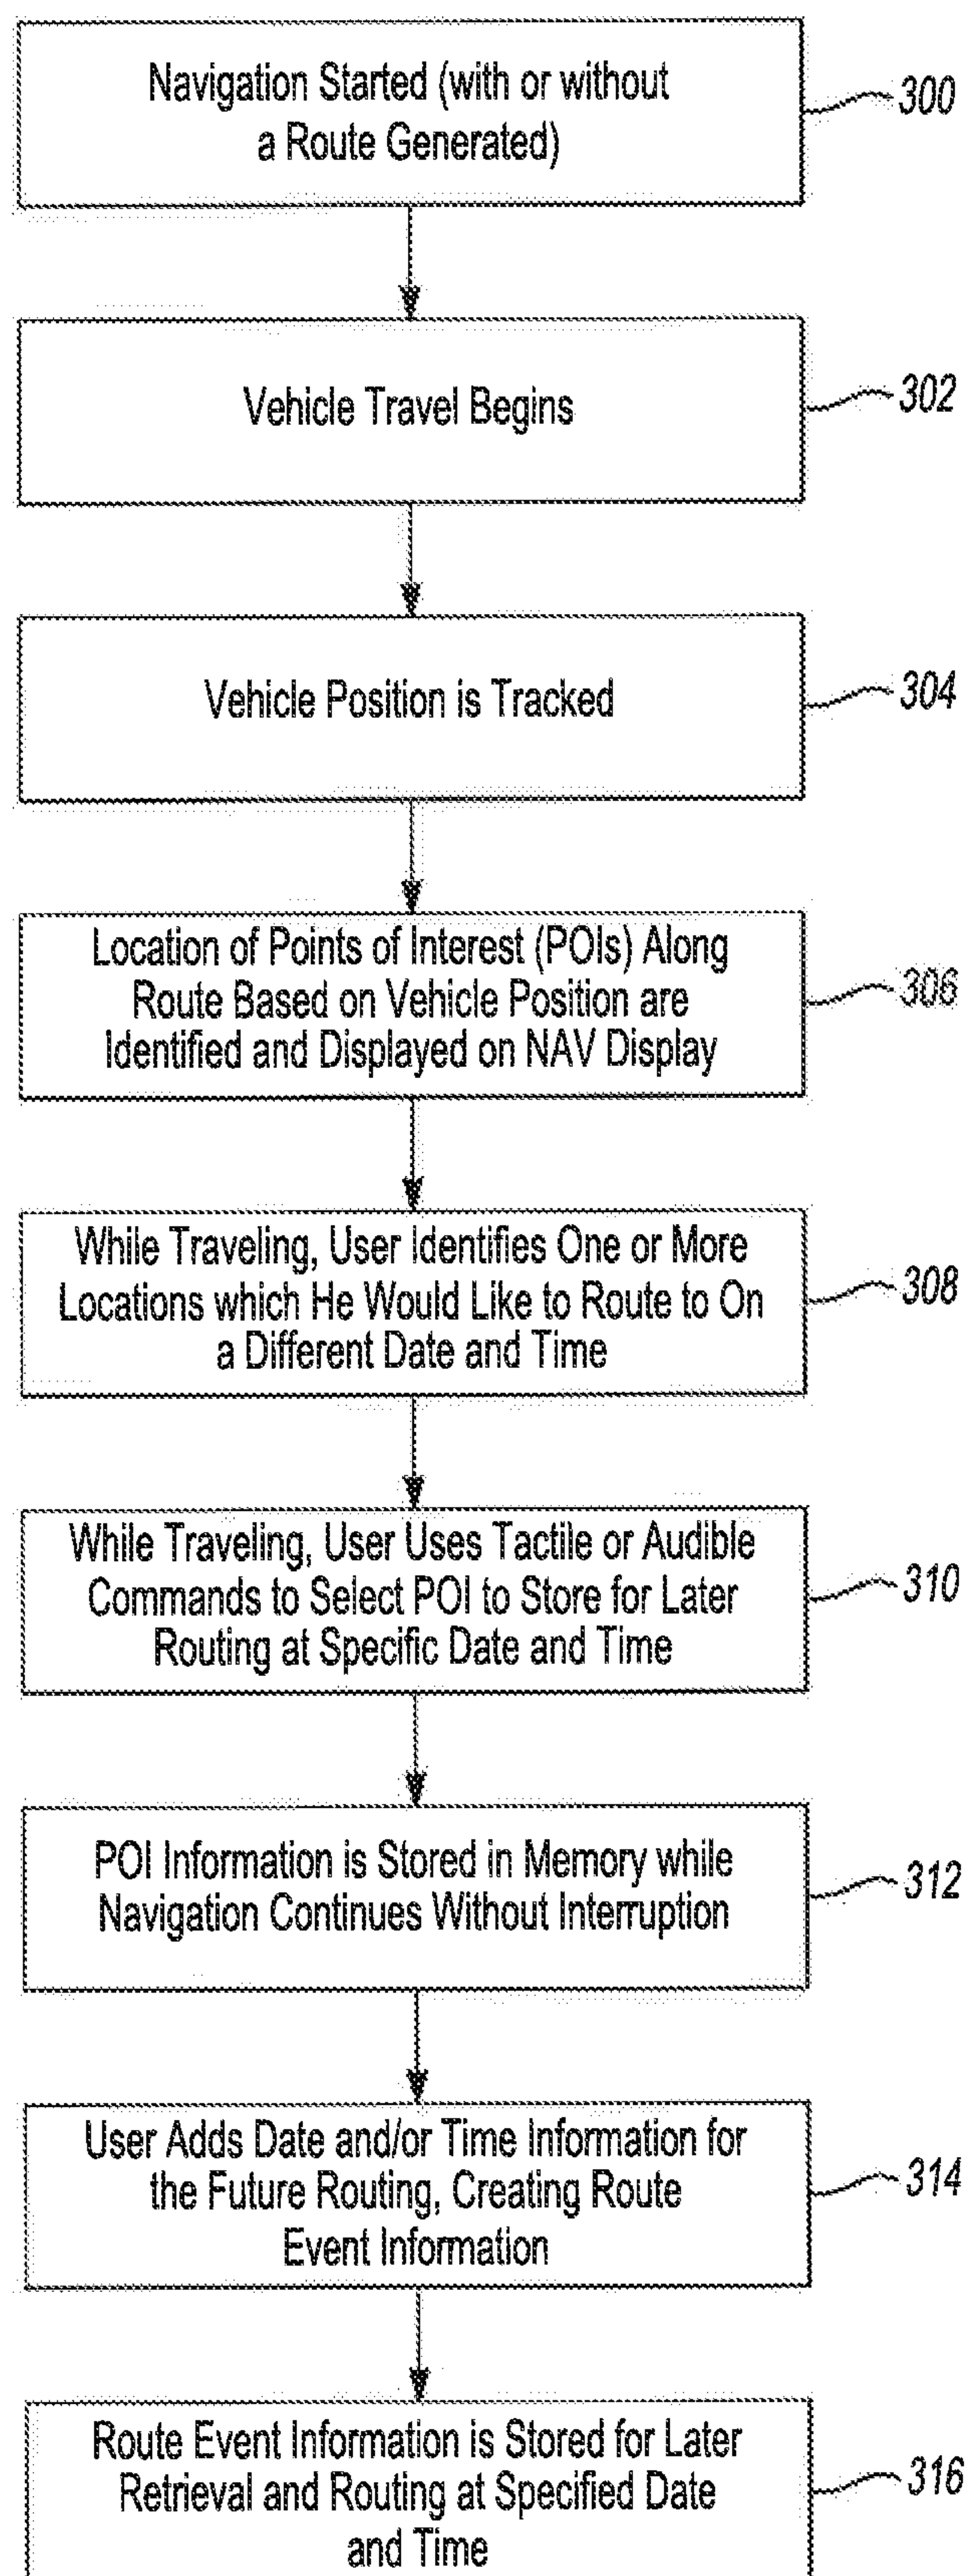 Navigation Started (with or without
a Route Generated)
300
Vehicle Travel Begins
302
Vehicle Position is Tracked
304
Location of Points of Interest (POIs) Along
Route Based on Vehicle Position are
Identified and Displayed on NAV Display
306
While Traveling, User Identifies One or More
Locations which He Would Like to Route to On
a Different Date and Time
308
While Traveling, User Uses Tactile or Audible
Commands to Select POI to Store for Later
Routing at Specific Date and Time
310
POI Information is Stored in Memory while
Navigation Continues Without Interruption
312
User Adds Date and/or Time Information for
the Future Routing, Creating Route
Event Information
314
Route Event Information is Stored for Later
Retrieval and Routing at Specified Date
and Time
316